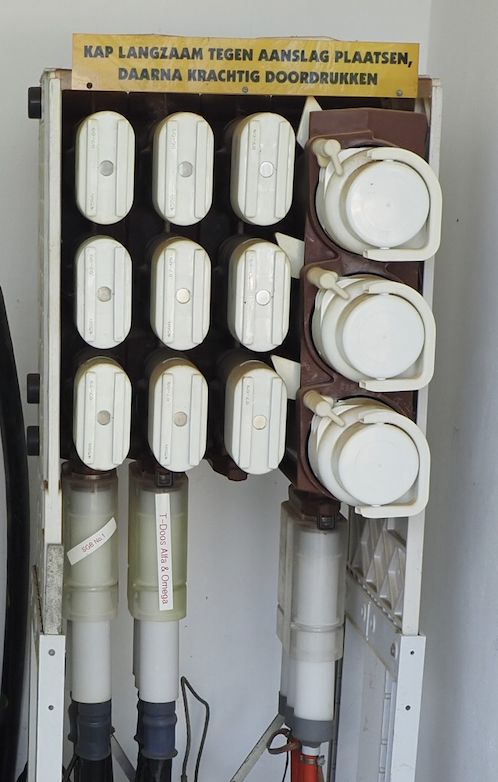 KAP LANGZAAM TEGEN AANSLAG PLAATSEN,
DAARNA KRACHTIG DOORDRUKKEN
SGB No.1
T-Doos Alfa & Omega